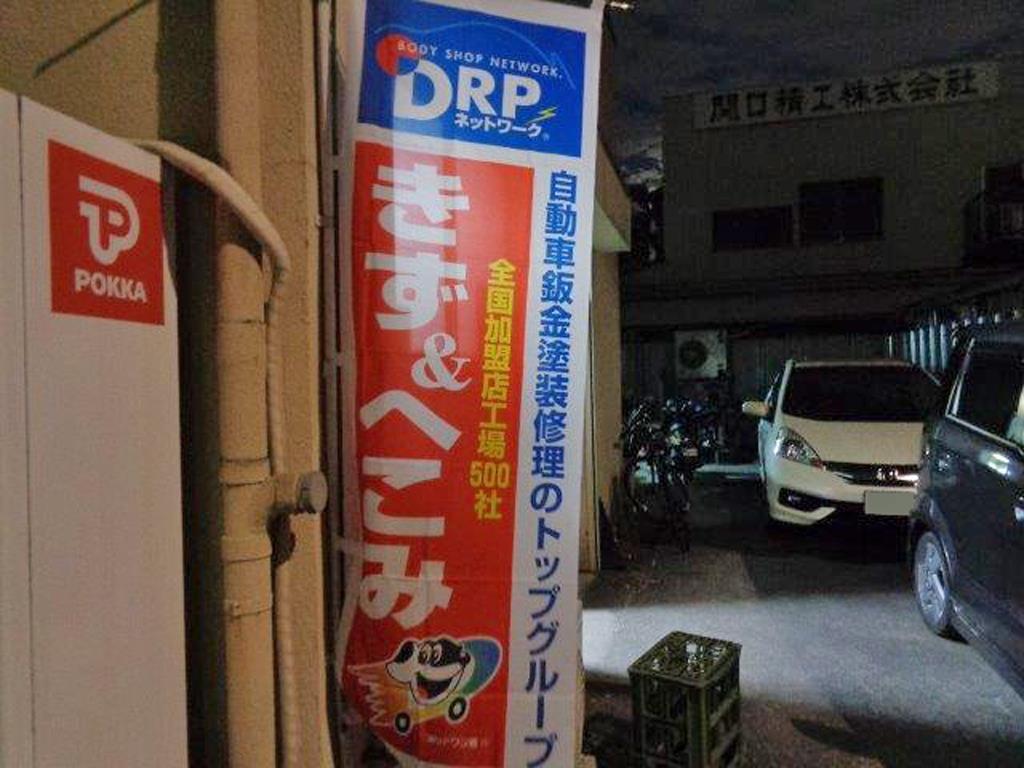 POKKA
BODY SHOP NETWORK.
DRP
ネットワーク®
きず&へこみ
全国加盟店工場500社
自動車鈑金塗装修理のトップグループ
関口精工株式会社